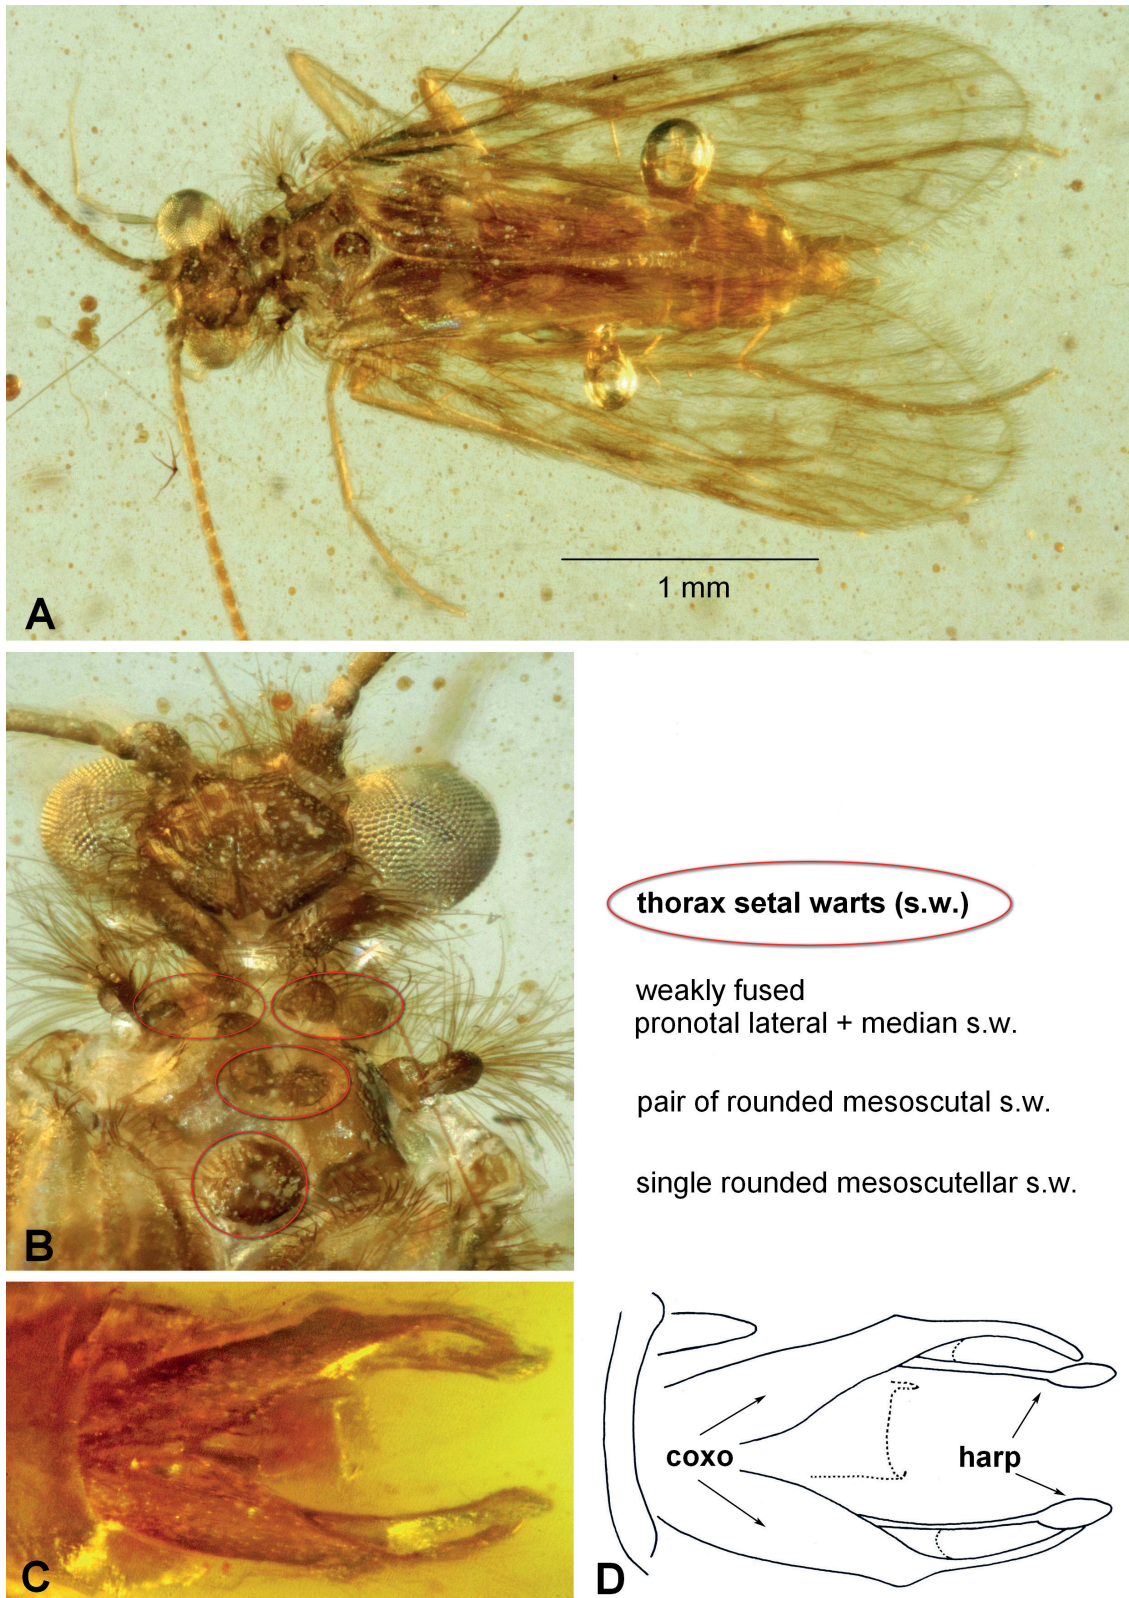 A
1 mm
B
thorax setal warts (s.w.)
weakly fused
pronotal lateral + median s.w.
pair of rounded mesoscutal s.w.
single rounded mesoscutellar s.w.
C
D
coxo
harp